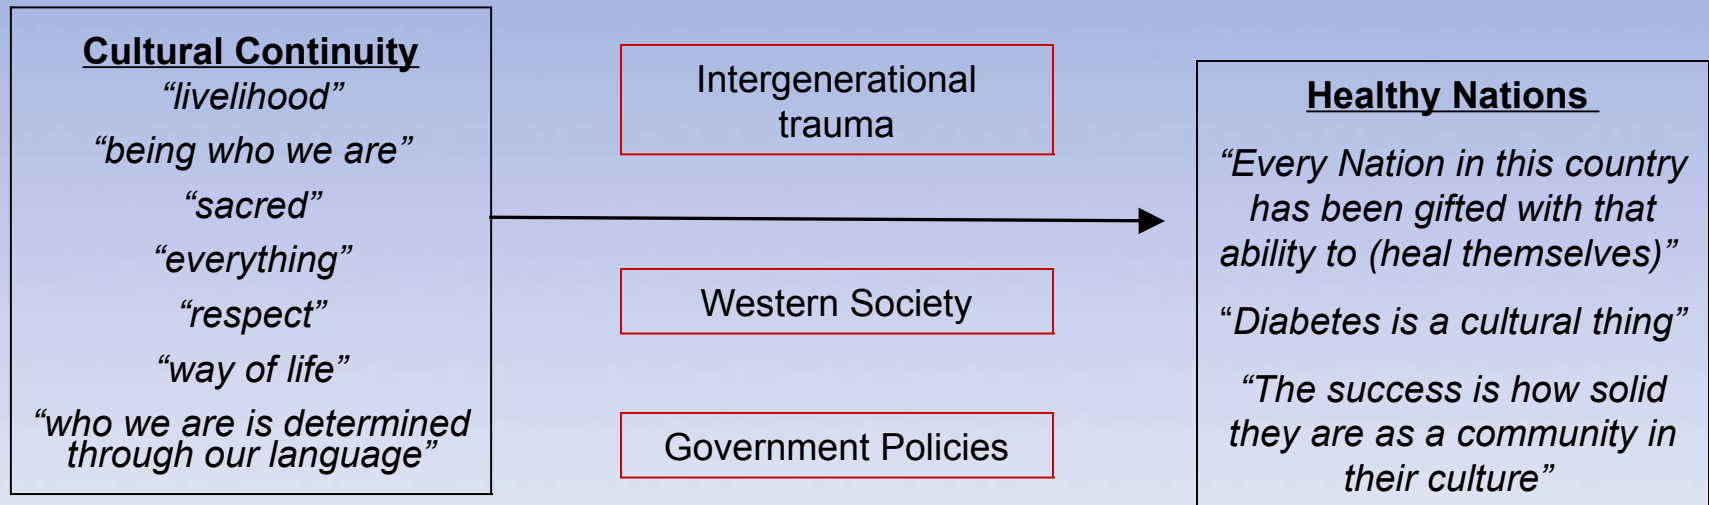 Cultural Continuity
“livelihood”
“being who we are”
“sacred”
“everything”
“respect”
“way of life”
“who we are is determined
through our language”
Intergenerational
trauma
Western Society
Government Policies
Healthy Nations
“Every Nation in this country
has been gifted with that
ability to (heal themselves)”
“Diabetes is a cultural thing”
“The success is how solid
they are as a community in
their culture”